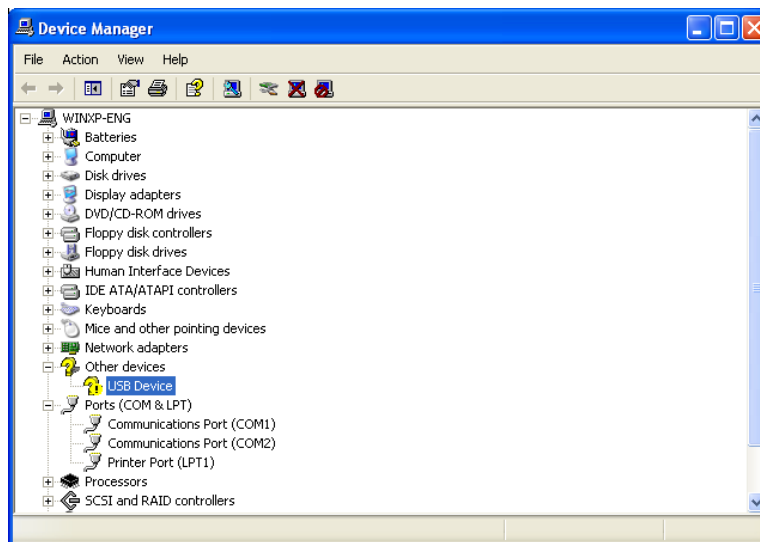 Device Manager
File Action View Help
WINXP-ENG
Batteries
Computer
Disk drives
Display adapters
DVD/CD-ROM drives
Floppy disk controllers
Floppy disk drives
Human Interface Devices
IDE ATA/ATAPI controllers
Keyboards
Mice and other pointing devices
Network adapters
Other devices
USB Device
Ports (COM & LPT)
Communications Port (COM1)
Communications Port (COM2)
Printer Port (LPT1)
Processors
SCSI and RAID controllers